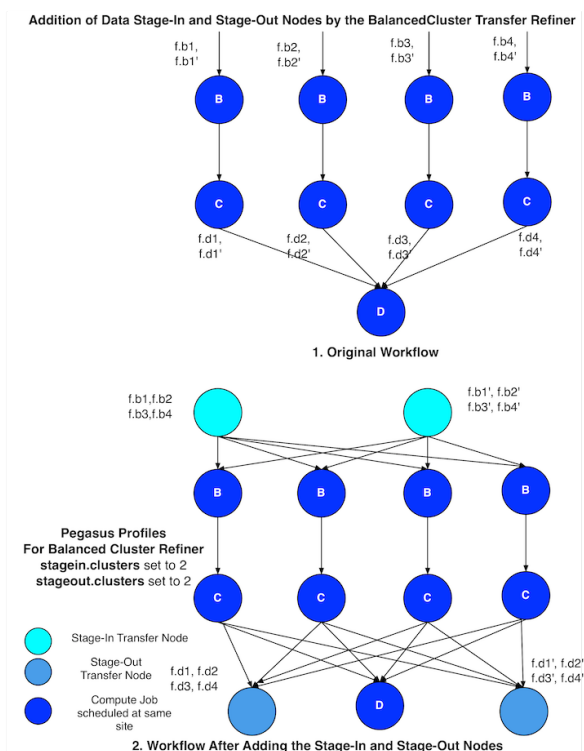 Addition of Data Stage-In and Stage-Out Nodes by the BalancedCluster Transfer Refiner
f.b1,
f.b1'
f.b2,
f.b2'
f.b3,
f.b3'
f.b4,
f.b4'
B
B
B
B
C
C
C
C
f.d1,
f.d1'
f.d2,
f.d2'
f.d3,
f.d3'
f.d4,
f.d4'
D
1. Original Workflow
f.b1,f.b2
f.b3,f.b4
f.b1', f.b2'
f.b3', f.b4'
B
B
B
B
Pegasus Profiles
For Balanced Cluster Refiner
stagein.clusters set to 2
stageout.clusters set to 2
C
C
C
C
Stage-In Transfer Node
Stage-Out
Transfer Node
Compute Job
scheduled at same
site
f.d1, f.d2
f.d3, f.d4
D
f.d1', f.d2'
f.d3', f.d4'
2. Workflow After Adding the Stage-In and Stage-Out Nodes